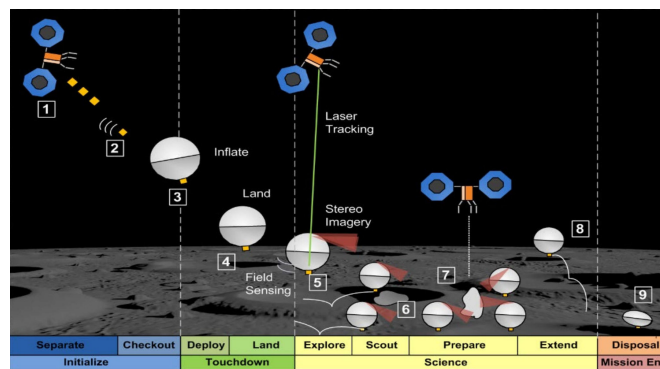 1
2
3
Inflate
Land
4
Laser
Tracking
Stereo
Imagery
Field
Sensing
5
6
7
8
9
Separate Checkout Deploy Land Explore Scout Prepare Extend Disposal
Initialize Touchdown Science